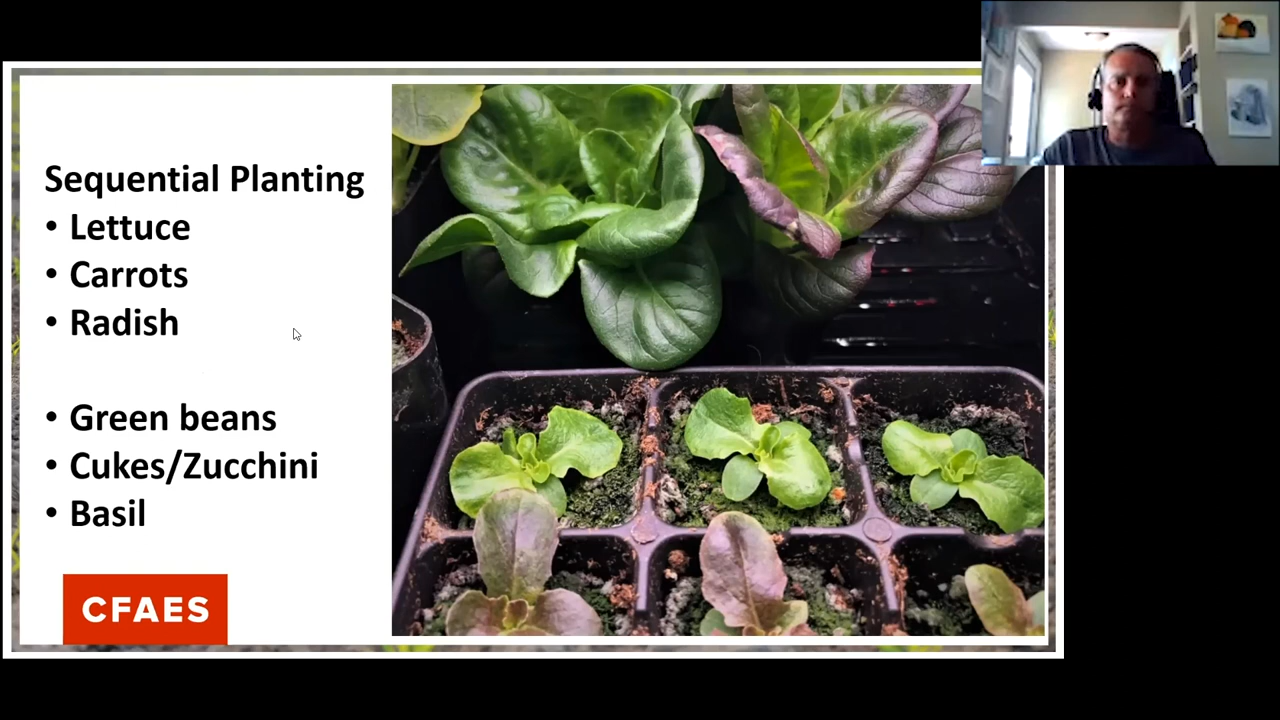 Sequential Planting
• Lettuce
• Carrots
• Radish
• Green beans
• Cukes/Zucchini
• Basil
CFAES